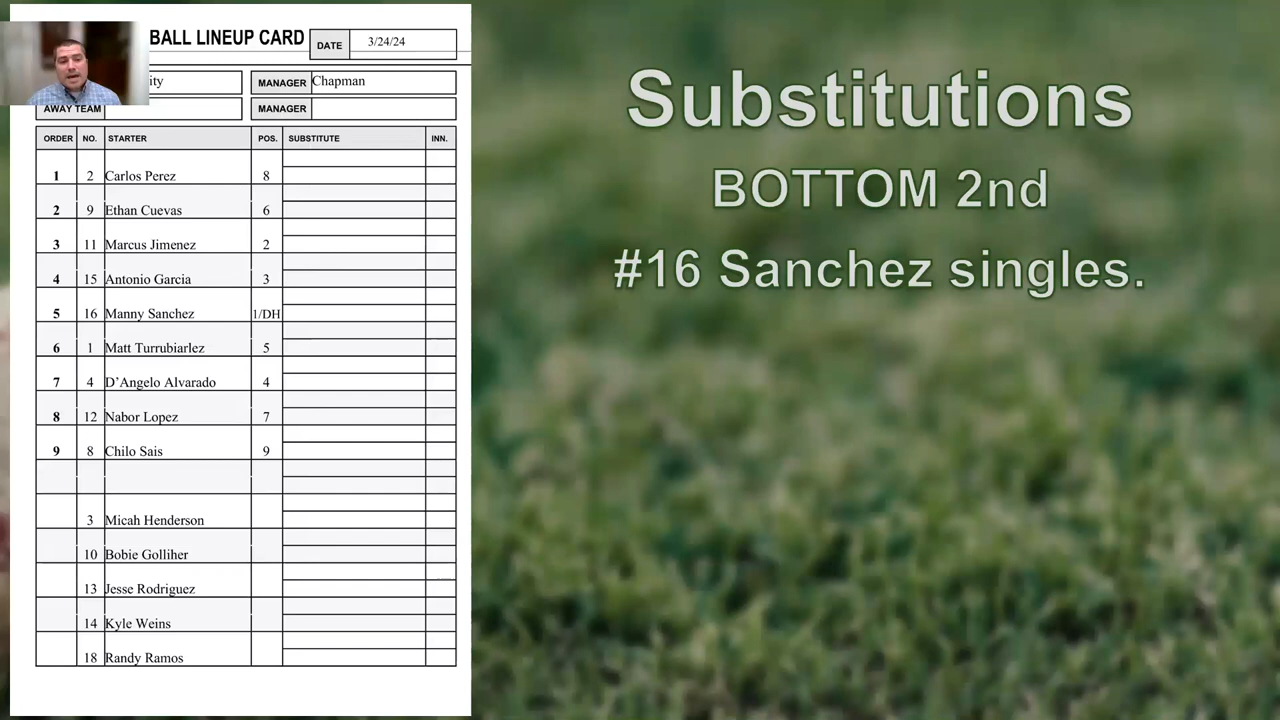 BALL LINEUP CARD
DATE 3/24/24
ity MANAGER Chapman
AWAY TEAM MANAGER
ORDER NO. STARTER POS. SUBSTITUTE INN.
1 2 Carlos Perez 8
2 9 Ethan Cuevas 6
3 11 Marcus Jimenez 2
4 15 Antonio Garcia 3
5 16 Manny Sanchez 1/DH
6 1 Matt Turrubiarlez 5
7 4 D’Angelo Alvarado 4
8 12 Nabor Lopez 7
9 8 Chilo Sais 9
3 Micah Henderson
10 Bobie Golliher
13 Jesse Rodriguez
14 Kyle Weins
18 Randy Ramos
Substitutions
BOTTOM 2nd
#16 Sanchez singles.